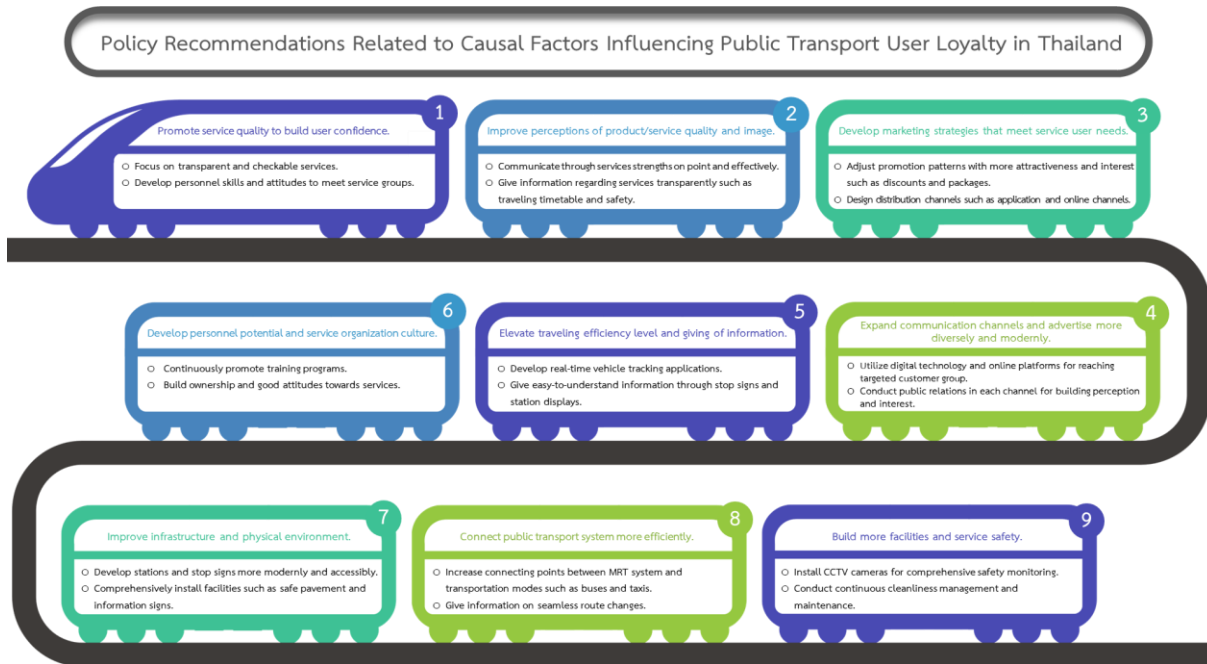 Policy Recommendations Related to Causal Factors Influencing Public Transport User Loyalty in Thailand
1
Promote service quality to build user confidence.
○ Focus on transparent and checkable services.
○ Develop personnel skills and attitudes to meet service groups.
2
Improve perceptions of product/service quality and image.
○ Communicate through services strengths on point and effectively.
○ Give information regarding services transparently such as
traveling timetable and safety.
3
Develop marketing strategies that meet service user needs.
○ Adjust promotion patterns with more attractiveness and interest
such as discounts and packages.
○ Design distribution channels such as application and online channels.
4
Expand communication channels and advertise more
diversely and modernly.
○ Utilize digital technology and online platforms for reaching
targeted customer group.
○ Conduct public relations in each channel for building perception
and interest.
5
Elevate traveling efficiency level and giving of information.
○ Develop real-time vehicle tracking applications.
○ Give easy-to-understand information through stop signs and
station displays.
6
Develop personnel potential and service organization culture.
○ Continuously promote training programs.
○ Build ownership and good attitudes towards services.
7
Improve infrastructure and physical environment.
○ Develop stations and stop signs more modernly and accessibly.
○ Comprehensively install facilities such as safe pavement and
information signs.
8
Connect public transport system more efficiently.
○ Increase connecting points between MRT system and
transportation modes such as buses and taxis.
○ Give information on seamless route changes.
9
Build more facilities and service safety.
○ Install CCTV cameras for comprehensive safety monitoring.
○ Conduct continuous cleanliness management and
maintenance.